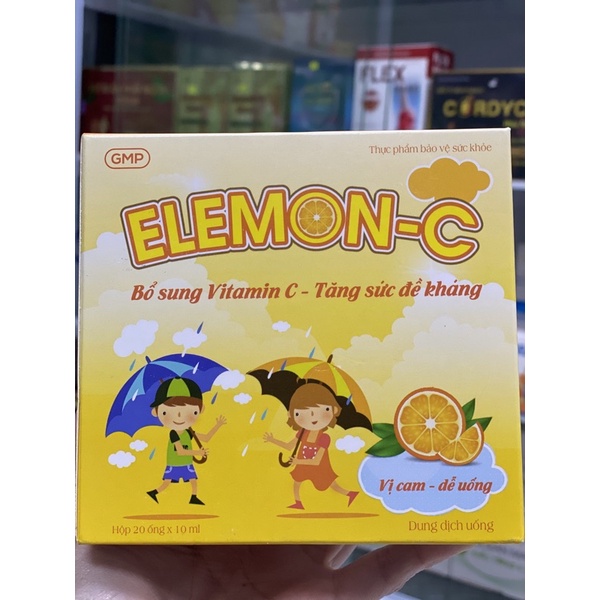 FLEX
CORDYC
GMP
Thực phẩm bảo vệ sức khỏe
ELEMON-C
Bổ sung Vitamin C - Tăng sức đề kháng
Vị cam - dễ uống
Hộp 20 ống x 10 ml
Dung dịch uống